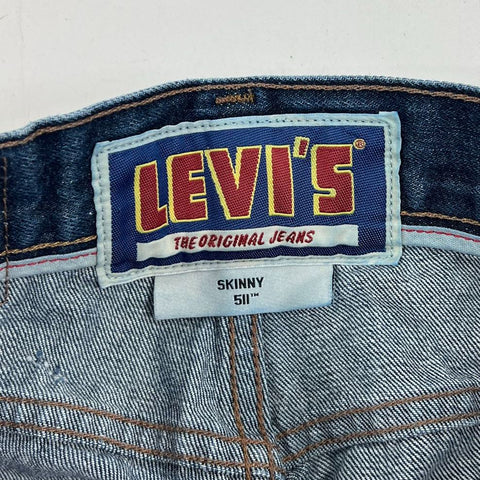 LEVI'S®
THE ORIGINAL JEANS
SKINNY
511™